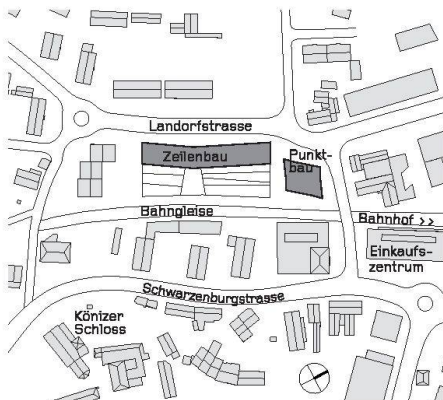 Landorfstrasse
Zeilenbau
Punkt-
bau
Bahngleise
Bahnhof >>
Einkaufs-
zentrum
Schwarzenburgstrasse
Könizer
Schloss